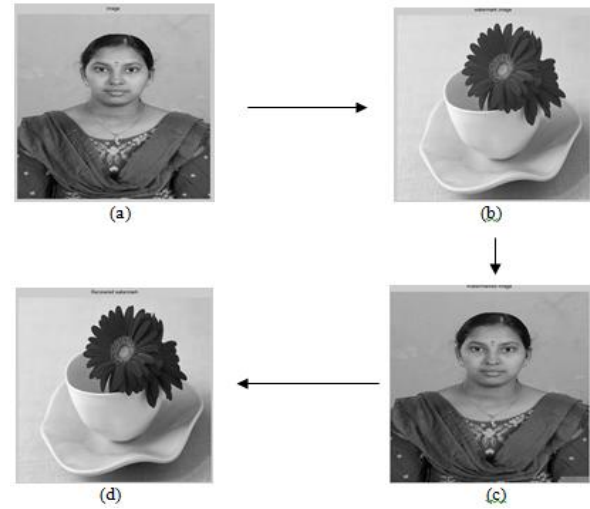 image
watermark image
(a)
(b)
Recovered watermark
watermarked image
(d)
(c)